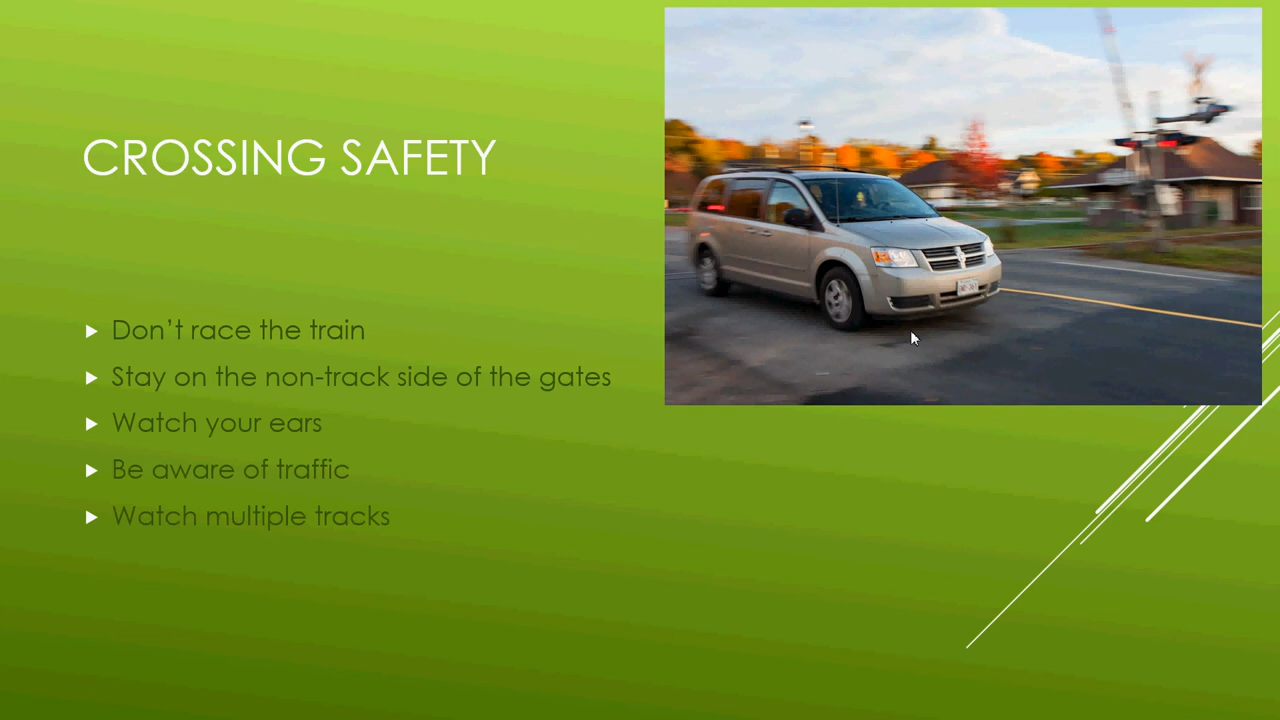 CROSSING SAFETY
Don’t race the train
Stay on the non-track side of the gates
Watch your ears
Be aware of traffic
Watch multiple tracks